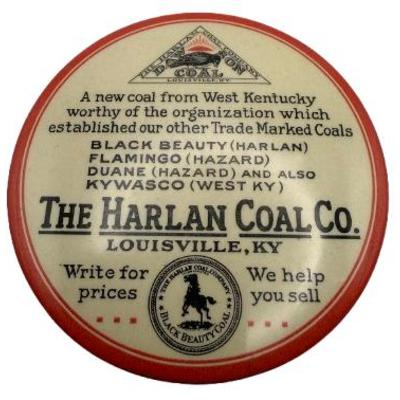 THE HARLAN COAL COMPANY
COAL
LOUISVILLE, KY.
A new coal from West Kentucky
worthy of the organization which
established our other Trade Marked Coals
BLACK BEAUTY (HARLAN)
FLAMINGO (HAZARD)
DUANE (HAZARD) AND ALSO
KYWASCO (WEST KY)
THE HARLAN COAL CO.
LOUISVILLE, KY
Write for
prices
THE HARLAN COAL COMPANY
BLACK BEAUTY COAL
We help
you sell